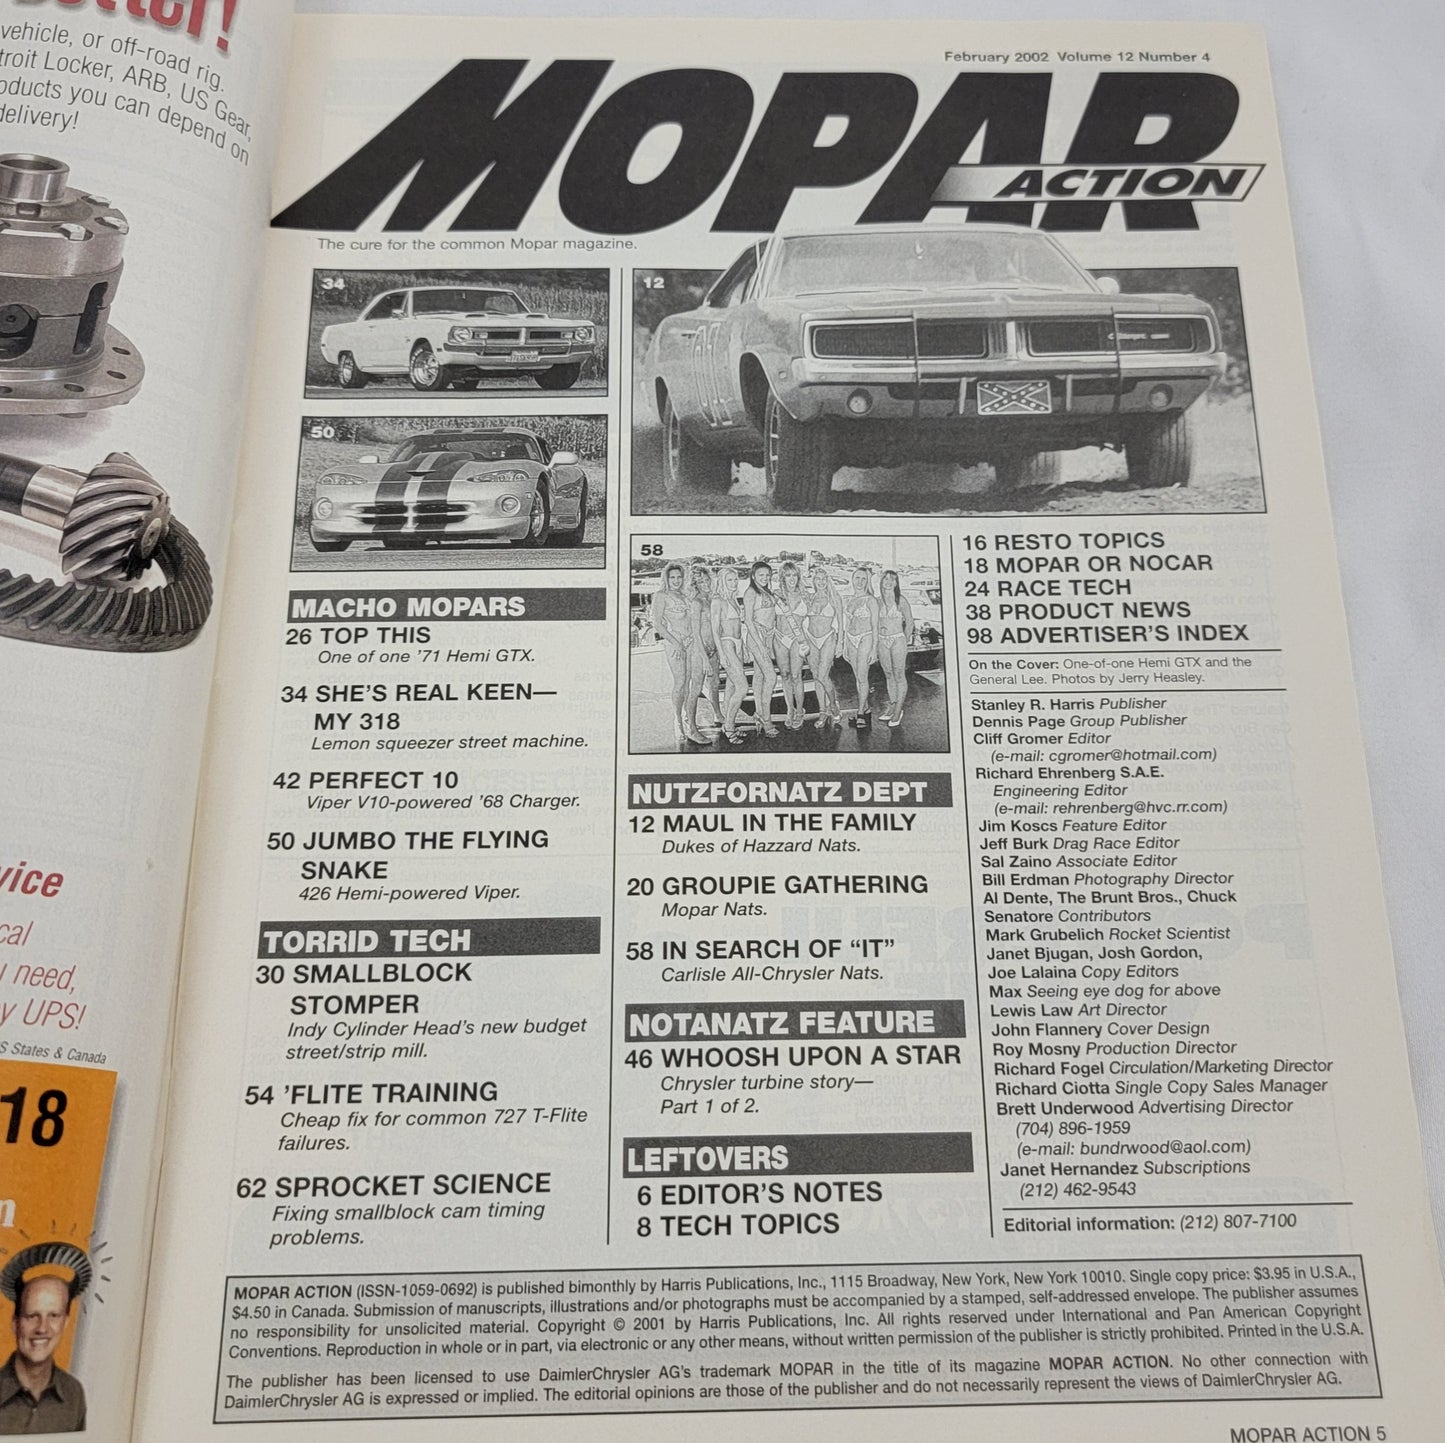 etter!
vehicle, or off-road rig.
troit Locker, ARB, US Gear,
oducts you can depend on
delivery!
vice
cal
u need,
y UPS!
S States & Canada
18
n
February 2002 Volume 12 Number 4
MOPAR
ACTION
The cure for the common Mopar magazine.
34
50
12
58
MACHO MOPARS
26 TOP THIS
One of one ’71 Hemi GTX.
34 SHE’S REAL KEEN—
MY 318
Lemon squeezer street machine.
42 PERFECT 10
Viper V10-powered ’68 Charger.
50 JUMBO THE FLYING
SNAKE
426 Hemi-powered Viper.
TORRID TECH
30 SMALLBLOCK
STOMPER
Indy Cylinder Head’s new budget
street/strip mill.
54 ’FLITE TRAINING
Cheap fix for common 727 T-Flite
failures.
62 SPROCKET SCIENCE
Fixing smallblock cam timing
problems.
NUTZFORNATZ DEPT
12 MAUL IN THE FAMILY
Dukes of Hazzard Nats.
20 GROUPIE GATHERING
Mopar Nats.
58 IN SEARCH OF “IT”
Carlisle All-Chrysler Nats.
NOTANATZ FEATURE
46 WHOOSH UPON A STAR
Chrysler turbine story—
Part 1 of 2.
LEFTOVERS
6 EDITOR’S NOTES
8 TECH TOPICS
16 RESTO TOPICS
18 MOPAR OR NOCAR
24 RACE TECH
38 PRODUCT NEWS
98 ADVERTISER’S INDEX
On the Cover: One-of-one Hemi GTX and the
General Lee. Photos by Jerry Heasley.
Stanley R. Harris Publisher
Dennis Page Group Publisher
Cliff Gromer Editor
(e-mail: cgromer@hotmail.com)
Richard Ehrenberg S.A.E.
Engineering Editor
(e-mail: rehrenberg@hvc.rr.com)
Jim Koscs Feature Editor
Jeff Burk Drag Race Editor
Sal Zaino Associate Editor
Bill Erdman Photography Director
Al Dente, The Brunt Bros., Chuck
Senatore Contributors
Mark Grubelich Rocket Scientist
Janet Bjugan, Josh Gordon,
Joe Lalaina Copy Editors
Max Seeing eye dog for above
Lewis Law Art Director
John Flannery Cover Design
Roy Mosny Production Director
Richard Fogel Circulation/Marketing Director
Richard Ciotta Single Copy Sales Manager
Brett Underwood Advertising Director
(704) 896-1959
(e-mail: bundrwood@aol.com)
Janet Hernandez Subscriptions
(212) 462-9543
Editorial information: (212) 807-7100
MOPAR ACTION (ISSN-1059-0692) is published bimonthly by Harris Publications, Inc., 1115 Broadway, New York, New York 10010. Single copy price: $3.95 in U.S.A.,
$4.50 in Canada. Submission of manuscripts, illustrations and/or photographs must be accompanied by a stamped, self-addressed envelope. The publisher assumes
no responsibility for unsolicited material. Copyright © 2001 by Harris Publications, Inc. All rights reserved under International and Pan American Copyright
Conventions. Reproduction in whole or in part, via electronic or any other means, without written permission of the publisher is strictly prohibited. Printed in the U.S.A.
The publisher has been licensed to use DaimlerChrysler AG’s trademark MOPAR in the title of its magazine MOPAR ACTION. No other connection with
DaimlerChrysler AG is expressed or implied. The editorial opinions are those of the publisher and do not necessarily represent the views of DaimlerChrysler AG.
MOPAR ACTION 5